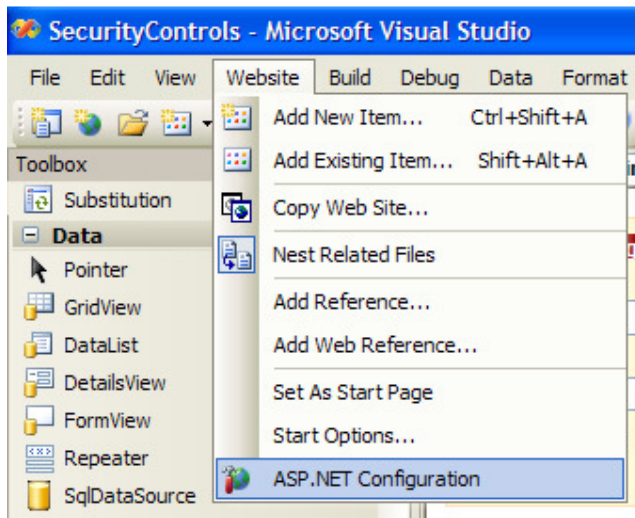 SecurityControls - Microsoft Visual Studio
File Edit View Website Build Debug Data Format
Add New Item... Ctrl+Shift+A
Toolbox
Add Existing Item... Shift+Alt+A
Substitution
Copy Web Site...
Data
Nest Related Files
Pointer
GridView
Add Reference...
DataList
Add Web Reference...
DetailsView
Set As Start Page
FormView
Start Options...
Repeater
ASP.NET Configuration
SqlDataSource